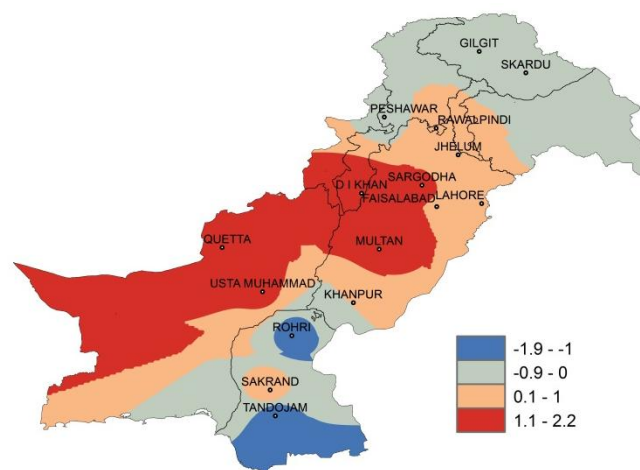 GILGIT
SKARDU
PESHAWAR
RAWALPINDI
JHELUM
SARGODHA
D I KHAN
FAISALABAD
LAHORE
QUETTA
MULTAN
USTA MUHAMMAD
KHANPUR
ROHRI
SAKRAND
TANDOJAM
-1.9 - -1
-0.9 - 0
0.1 - 1
1.1 - 2.2